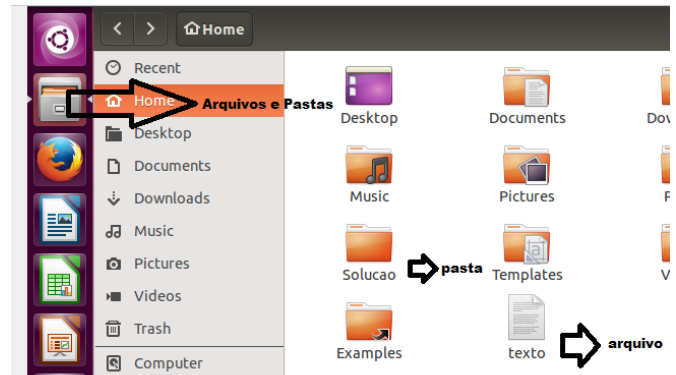 Home
Recent
Home
Arquivos e Pastas
Desktop
Documents
Downloads
Music
Pictures
Videos
Trash
Computer
Desktop
Documents
Dov
Music
Pictures
P
Solucao
pasta
Templates
V
Examples
texto
arquivo